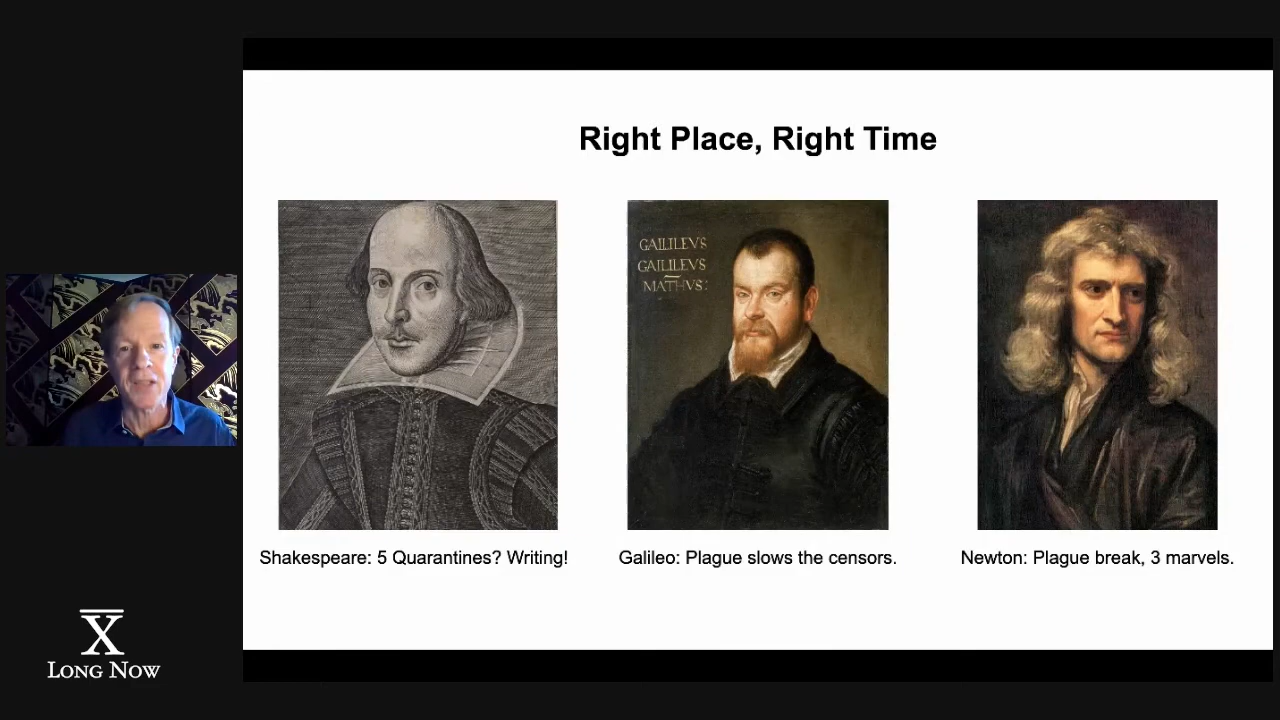 Right Place, Right Time
GALILEVS
GALILEVS
MATHVS:
Shakespeare: 5 Quarantines? Writing!
Galileo: Plague slows the censors.
Newton: Plague break, 3 marvels.
X
LONG NOW